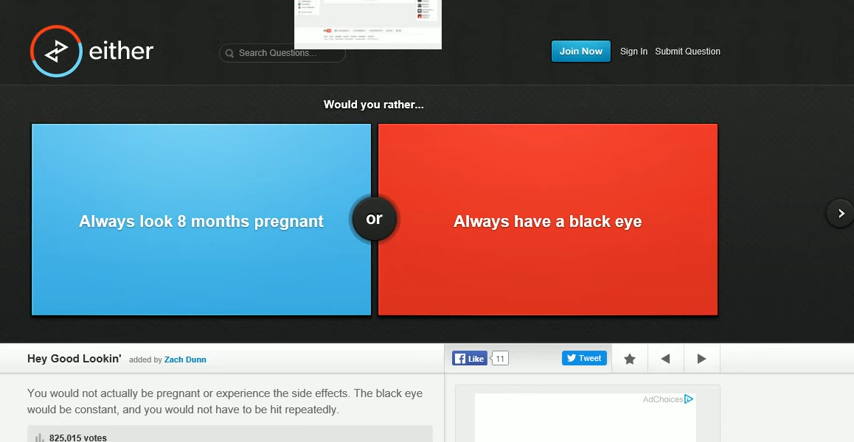 either
Search Questions...
Join Now
Sign In
Submit Question
Would you rather...
Always look 8 months pregnant
or
Always have a black eye
Hey Good Lookin' added by Zach Dunn
Like
11
Tweet
You would not actually be pregnant or experience the side effects. The black eye
would be constant, and you would not have to be hit repeatedly.
AdChoices
825,015 votes